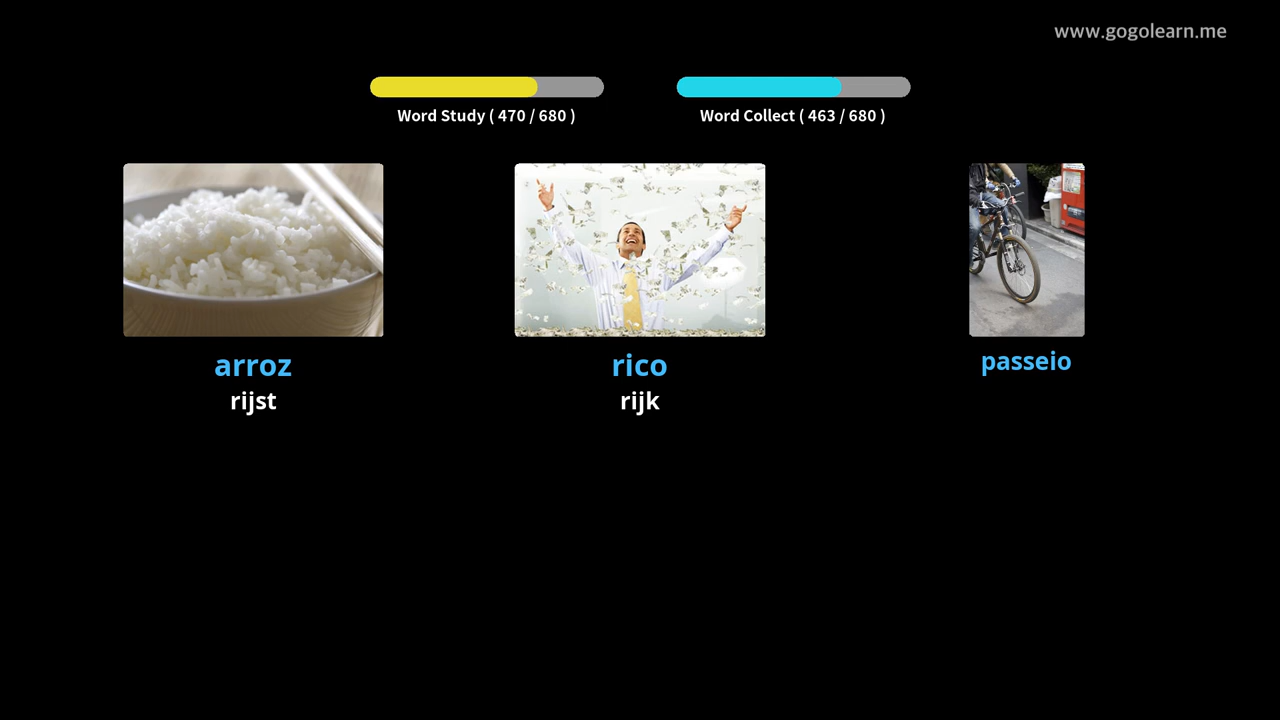 www.gogolearn.me
Word Study ( 470 / 680 )
Word Collect ( 463 / 680 )
arroz
rijst
rico
rijk
passeio